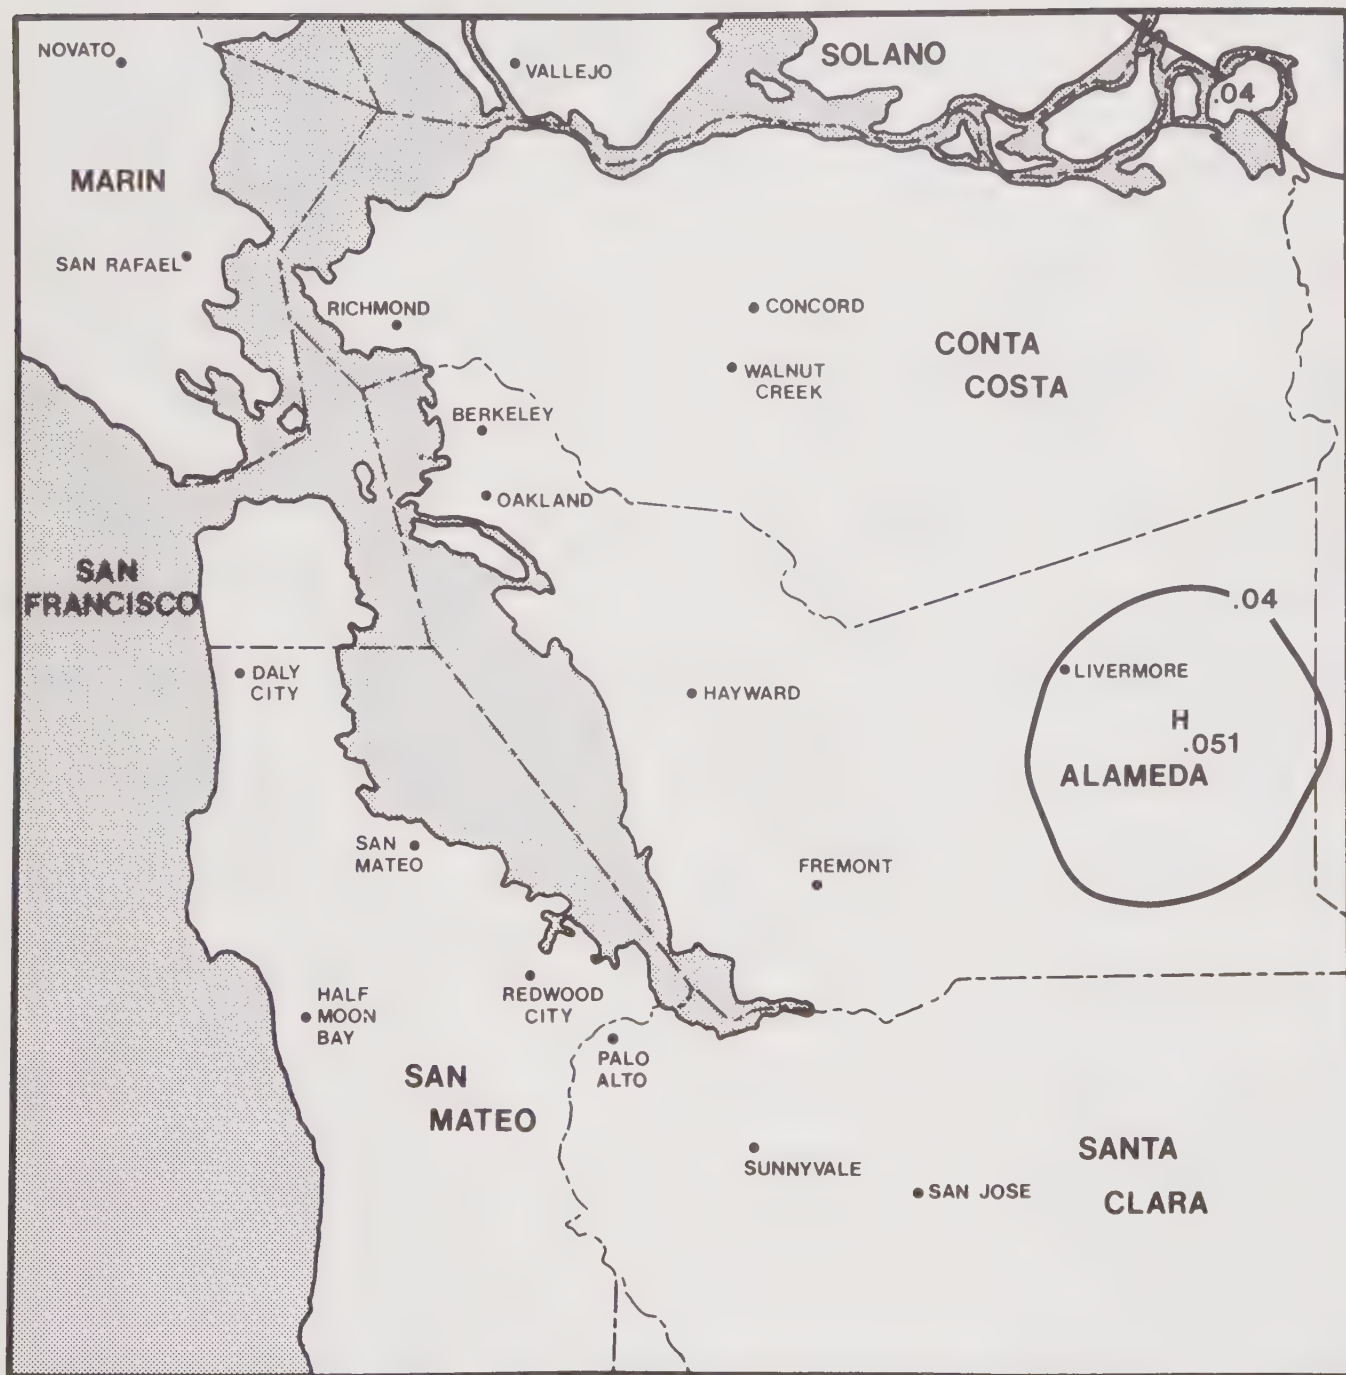 NOVATO
VALLEJO
SOLANO
.04
MARIN
SAN RAFAEL
RICHMOND
CONCORD
CONTA
COSTA
WALNUT
CREEK
BERKELEY
OAKLAND
SAN
FRANCISCO
.04
DALY
CITY
HAYWARD
LIVERMORE
H
.051
ALAMEDA
SAN
MATEO
FREMONT
HALF
MOON
BAY
REDWOOD
CITY
PALO
ALTO
SAN
MATEO
SUNNYVALE
SANTA
CLARA
SAN JOSE